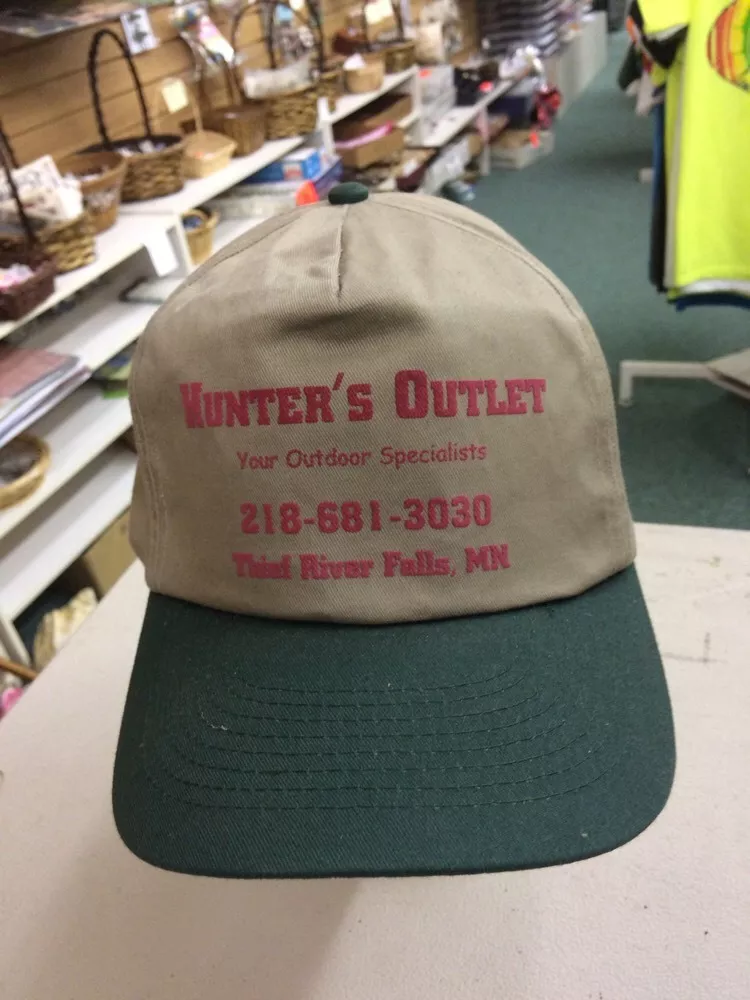 Hunter's Outlet
Your Outdoor Specialists
218-681-3030
Thief River Falls, MN